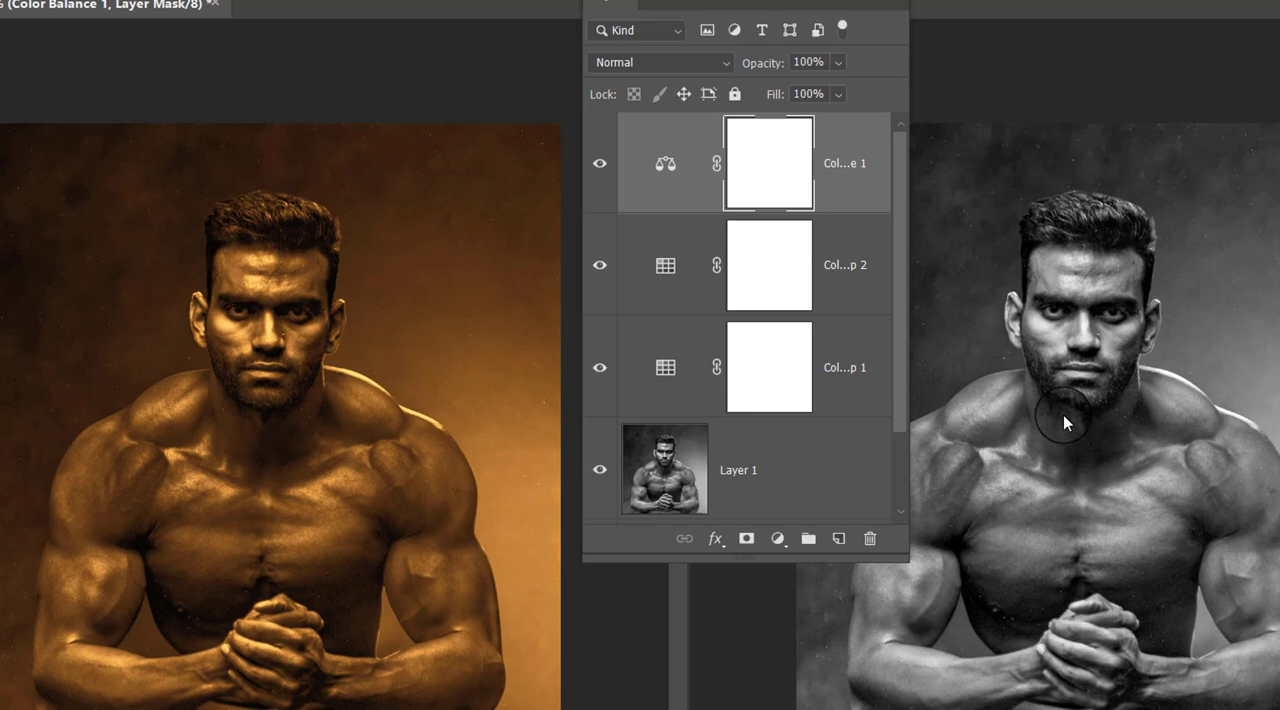 % (Color Balance 1, Layer Mask/8) *
Kind
Normal Opacity: 100%
Lock: Fill: 100%
Col...e 1
Col...p 2
Col...p 1
Layer 1
fx